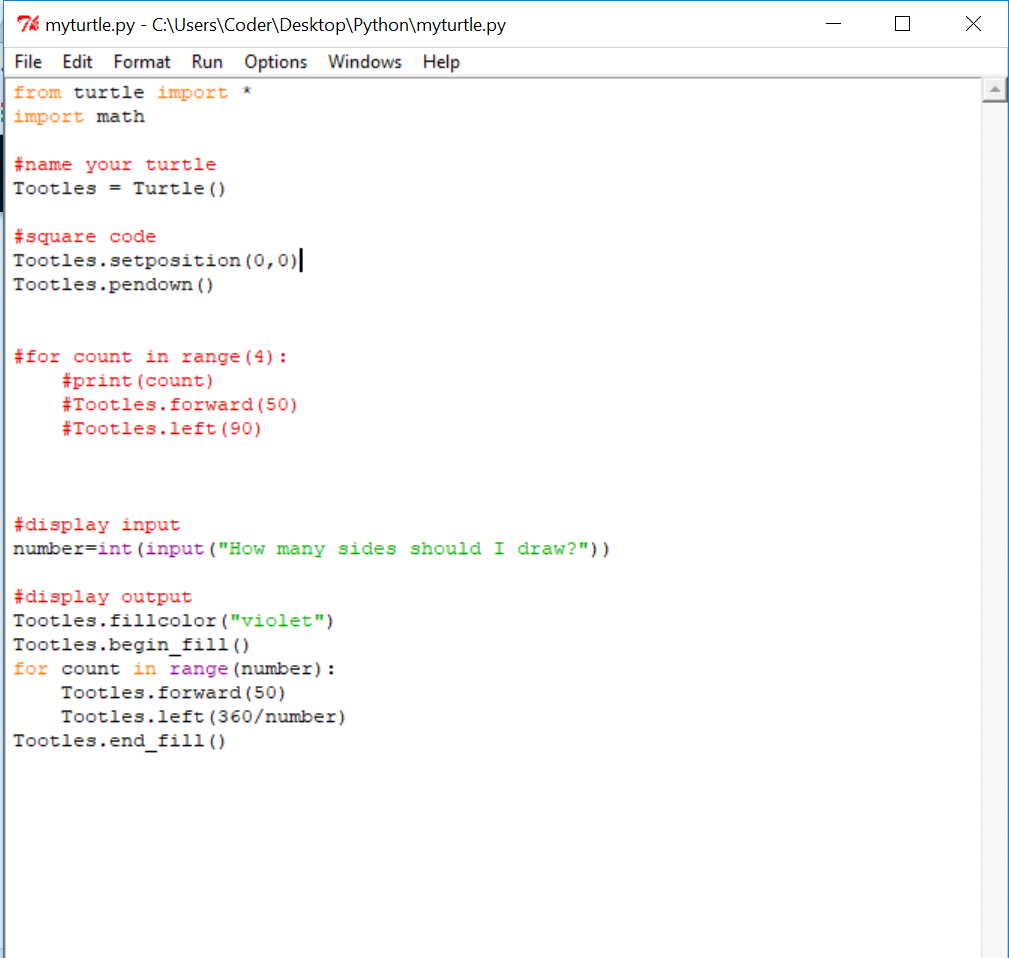 myturtle.py - C:\Users\Coder\Desktop\Python\myturtle.py
File Edit Format Run Options Windows Help
from turtle import *
import math
#name your turtle
Tootles = Turtle()
#square code
Tootles.setposition(0,0)
Tootles.pendown()
#for count in range(4):
    #print(count)
    #Tootles.forward(50)
    #Tootles.left(90)
#display input
number=int(input("How many sides should I draw?"))
#display output
Tootles.fillcolor("violet")
Tootles.begin_fill()
for count in range(number):
    Tootles.forward(50)
    Tootles.left(360/number)
Tootles.end_fill()